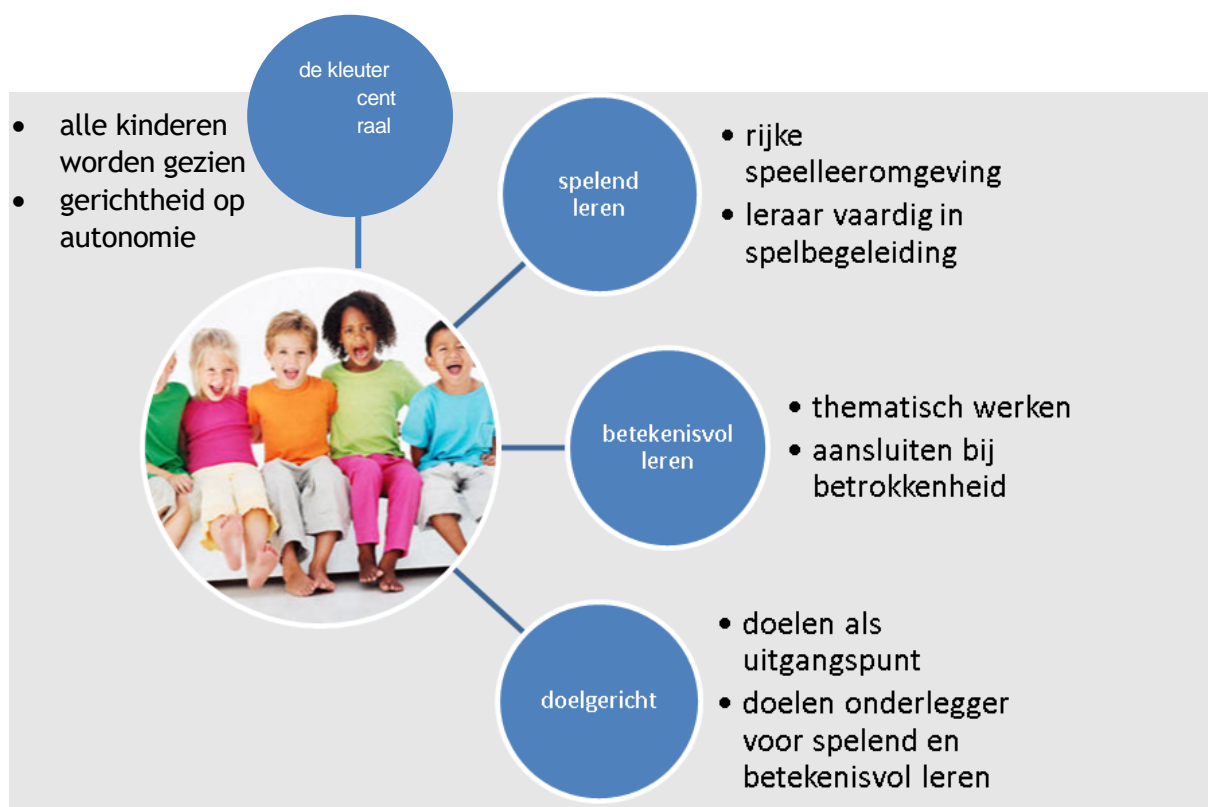 de kleuter
cent
raal
• alle kinderen
worden gezien
• gerichtheid op
autonomie
spelend
leren
• rijke
speelleeromgeving
• leraar vaardig in
spelbegeleiding
betekenisvol
leren
• thematisch werken
• aansluiten bij
betrokkenheid
doelgericht
• doelen als
uitgangspunt
• doelen onderlegger
voor spelend en
betekenisvol leren